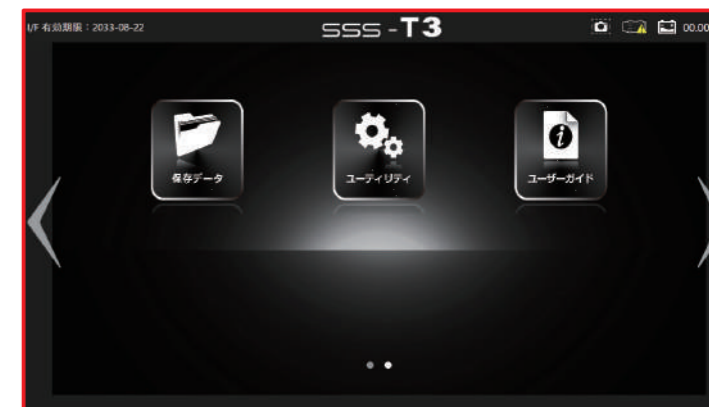 I/F 有効期限：2033-08-22
SSS-T3
00.00
保存データ
ユーティリティ
ユーザーガイド